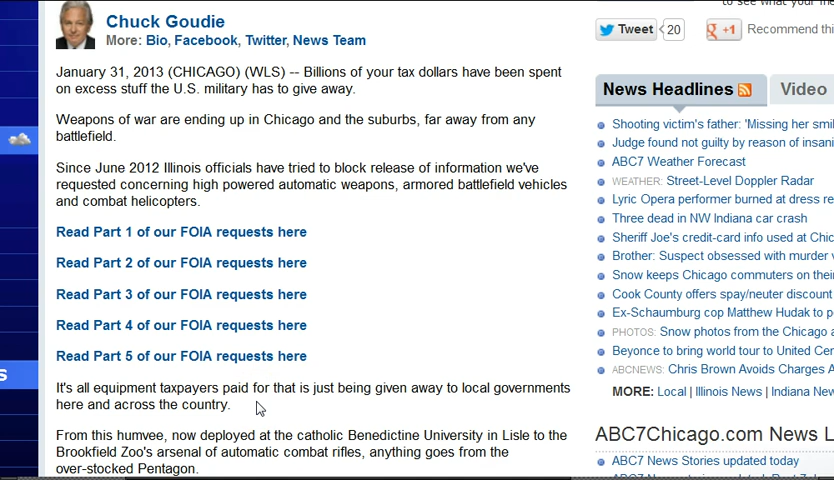 Chuck Goudie
More: Bio, Facebook, Twitter, News Team
January 31, 2013 (CHICAGO) (WLS) -- Billions of your tax dollars have been spent
on excess stuff the U.S. military has to give away.
Weapons of war are ending up in Chicago and the suburbs, far away from any
battlefield.
Since June 2012 Illinois officials have tried to block release of information we've
requested concerning high powered automatic weapons, armored battlefield vehicles
and combat helicopters.
Read Part 1 of our FOIA requests here
Read Part 2 of our FOIA requests here
Read Part 3 of our FOIA requests here
Read Part 4 of our FOIA requests here
Read Part 5 of our FOIA requests here
It's all equipment taxpayers paid for that is just being given away to local governments
here and across the country.
From this humvee, now deployed at the catholic Benedictine University in Lisle to the
Brookfield Zoo's arsenal of automatic combat rifles, anything goes from the
over-stocked Pentagon.
s
to see what your
Tweet 20
+1 Recommend this
News Headlines Video
Shooting victim's father: 'Missing her
Judge found not guilty by reason of
ABC7 Weather Forecast
WEATHER: Street-Level Doppler Radar
Lyric Opera performer burned at dress
Three dead in NW Indiana car crash
Sheriff Joe's credit-card info used at
Brother: Suspect obsessed with murder
Snow keeps Chicago commuters on
Cook County offers spay/neuter discount
Ex-Schaumburg cop Matthew Hudak to
PHOTOS: Snow photos from the Chicago
Beyonce to bring world tour to United
ABCNEWS: Chris Brown Avoids Charges
MORE: Local | Illinois News | Indiana
ABC7Chicago.com News
ABC7 News Stories updated today